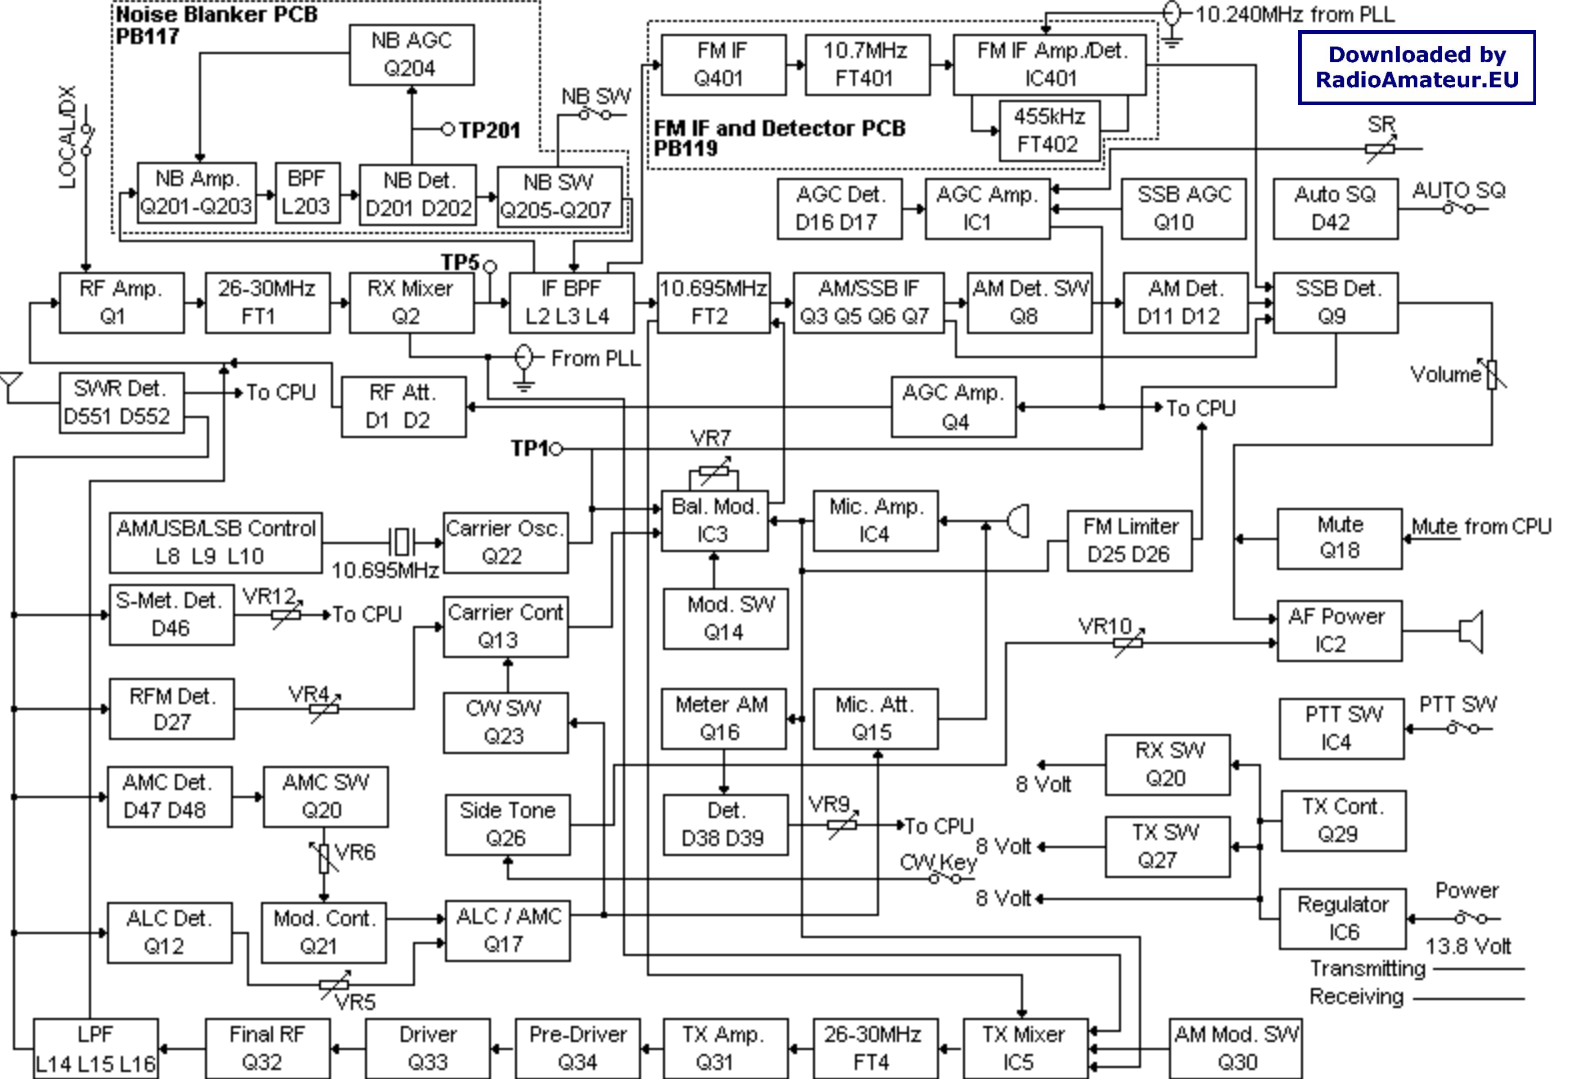 Noise Blanker PCB
PB117
NB AGC
Q204
10.240MHz from PLL
FM IF
Q401
10.7MHz
FT401
FM IF Amp./Det.
IC401
Downloaded by
RadioAmateur.EU
LOCAL/DX
NB SW
TP201
455kHz
FT402
FM IF and Detector PCB
PB119
SR
NB Amp.
Q201-Q203
BPF
L203
NB Det.
D201 D202
NB SW
Q205-Q207
AGC Det.
D16 D17
AGC Amp.
IC1
SSB AGC
Q10
Auto SQ
D42
AUTO SQ
TP5
RF Amp.
Q1
26-30MHz
FT1
RX Mixer
Q2
IF BPF
L2 L3 L4
10.695MHz
FT2
AM/SSB IF
Q3 Q5 Q6 Q7
AM Det. SW
Q8
AM Det.
D11 D12
SSB Det.
Q9
From PLL
SWR Det.
D551 D552
To CPU
RF Att.
D1 D2
AGC Amp.
Q4
To CPU
Volume
TP1
VR7
AM/USB/LSB Control
L8 L9 L10
10.695MHz
Carrier Osc.
Q22
Bal. Mod.
IC3
Mic. Amp.
IC4
FM Limiter
D25 D26
Mute
Q18
Mute from CPU
S-Met. Det.
D46
VR12
To CPU
Carrier Cont
Q13
Mod. SW
Q14
VR10
AF Power
IC2
RFM Det.
D27
VR4
CW SW
Q23
Meter AM
Q16
Mic. Att.
Q15
PTT SW
IC4
PTT SW
RX SW
Q20
8 Volt
AMC Det.
D47 D48
AMC SW
Q20
Side Tone
Q26
Det.
D38 D39
VR9
To CPU
TX SW
Q27
8 Volt
TX Cont.
Q29
VR6
CW Key
8 Volt
ALC Det.
Q12
Mod. Cont.
Q21
ALC / AMC
Q17
Regulator
IC6
Power
13.8 Volt
VR5
Transmitting
Receiving
LPF
L14 L15 L16
Final RF
Q32
Driver
Q33
Pre-Driver
Q34
TX Amp.
Q31
26-30MHz
FT4
TX Mixer
IC5
AM Mod. SW
Q30